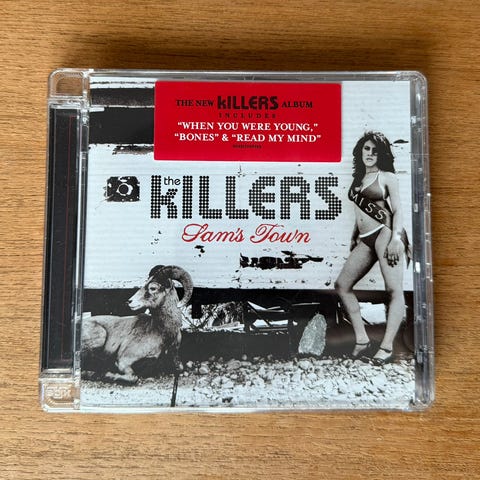 THE NEW KILLERS ALBUM
INCLUDES
"WHEN YOU WERE YOUNG,"
"BONES" & "READ MY MIND"
the
KILLERS
Sam's Town
MISS